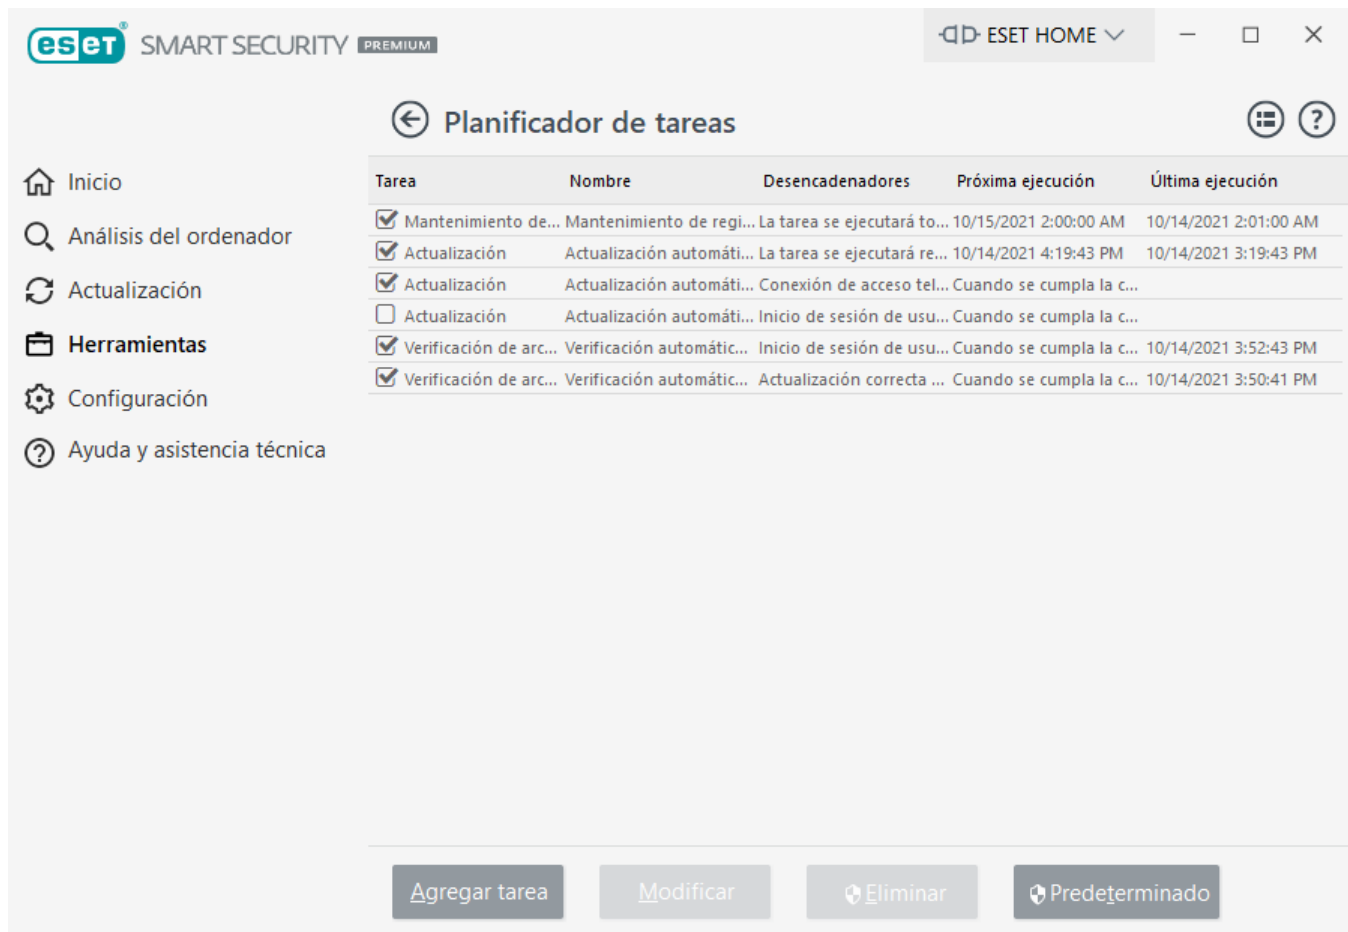 eset® SMART SECURITY PREMIUM
ESET HOME
Planificador de tareas
Inicio
Análisis del ordenador
Actualización
Herramientas
Configuración
Ayuda y asistencia técnica
Tarea Nombre Desencadenadores Próxima ejecución Última ejecución
Mantenimiento de... Mantenimiento de regi... La tarea se ejecutará to... 10/15/2021 2:00:00 AM 10/14/2021 2:01:00 AM
Actualización Actualización automáti... La tarea se ejecutará re... 10/14/2021 4:19:43 PM 10/14/2021 3:19:43 PM
Actualización Actualización automáti... Conexión de acceso tel... Cuando se cumpla la c...
Actualización Actualización automáti... Inicio de sesión de usu... Cuando se cumpla la c...
Verificación de arc... Verificación automátic... Inicio de sesión de usu... Cuando se cumpla la c... 10/14/2021 3:52:43 PM
Verificación de arc... Verificación automátic... Actualización correcta ... Cuando se cumpla la c... 10/14/2021 3:50:41 PM
Agregar tarea Modificar Eliminar Predeterminado